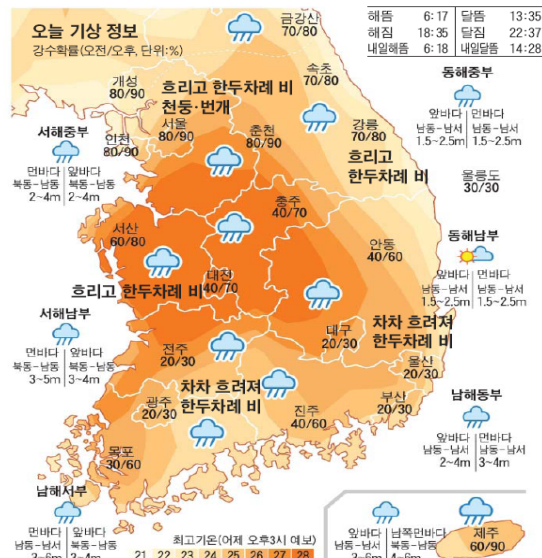 오늘 기상 정보
강수확률(오전/오후, 단위:%)
해뜸 6:17 달뜸 13:35
해짐 18:35 달짐 22:37
내일해뜸 6:18 내일달뜸 14:28
금강산
70/80
속초
70/80
개성
80/90
흐리고 한두차례 비
천둥·번개
서울
80/90
춘천
80/90
강릉
70/80
인천
80/90
흐리고
한두차례 비
동해중부
앞바다 먼바다
남동-남서 남동-남서
1.5~2.5m 1.5~2.5m
울릉도
30/30
서해중부
먼바다 앞바다
북동-남동 북동-남동
2~4m 2~4m
충주
40/70
서산
60/80
안동
40/60
대전
40/70
흐리고 한두차례 비
동해남부
앞바다 먼바다
남동-남서 남동-남서
1.5~2.5m 1.5~2.5m
서해남부
먼바다 앞바다
북동-남동 북동-남동
3~5m 3~4m
대구
20/30
차차 흐려져
한두차례 비
전주
20/30
울산
20/30
차차 흐려져
한두차례 비
광주
20/30
진주
40/60
부산
20/30
남해동부
앞바다 먼바다
남동-남서 남동-남서
2~4m 3~4m
목포
30/60
남해서부
먼바다 앞바다
남동-남서 북동-남동
3~6m 3~4m
최고기온(어제 오후3시 예보)
21 22 23 24 25 26 27 28
앞바다 남쪽먼바다
남동-남서 북동-남동
3~6m 4~6m
제주
60/90